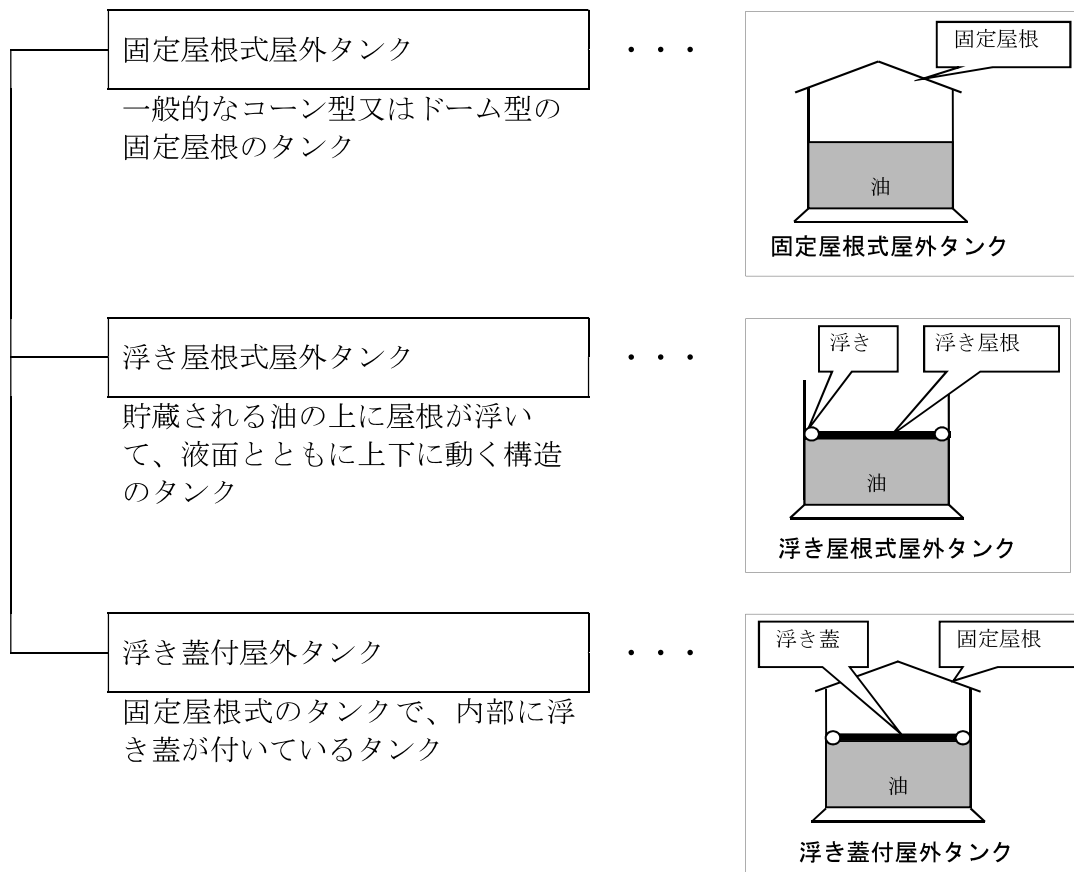 固定屋根式屋外タンク
・・・
一般的なコーン型又はドーム型の
固定屋根のタンク
固定屋根
油
固定屋根式屋外タンク
浮き屋根式屋外タンク
・・・
貯蔵される油の上に屋根が浮い
て、液面とともに上下に動く構造
のタンク
浮き
浮き屋根
油
浮き屋根式屋外タンク
浮き蓋付屋外タンク
・・・
固定屋根式のタンクで、内部に浮
き蓋が付いているタンク
浮き蓋
固定屋根
油
浮き蓋付屋外タンク